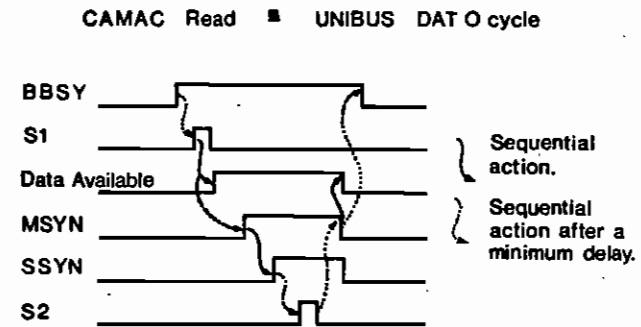 CAMAC Read ■ UNIBUS DAT O cycle
BBSY
S1
Data Available
MSYN
SSYN
S2
Sequential
action.
Sequential
action after a
minimum delay.